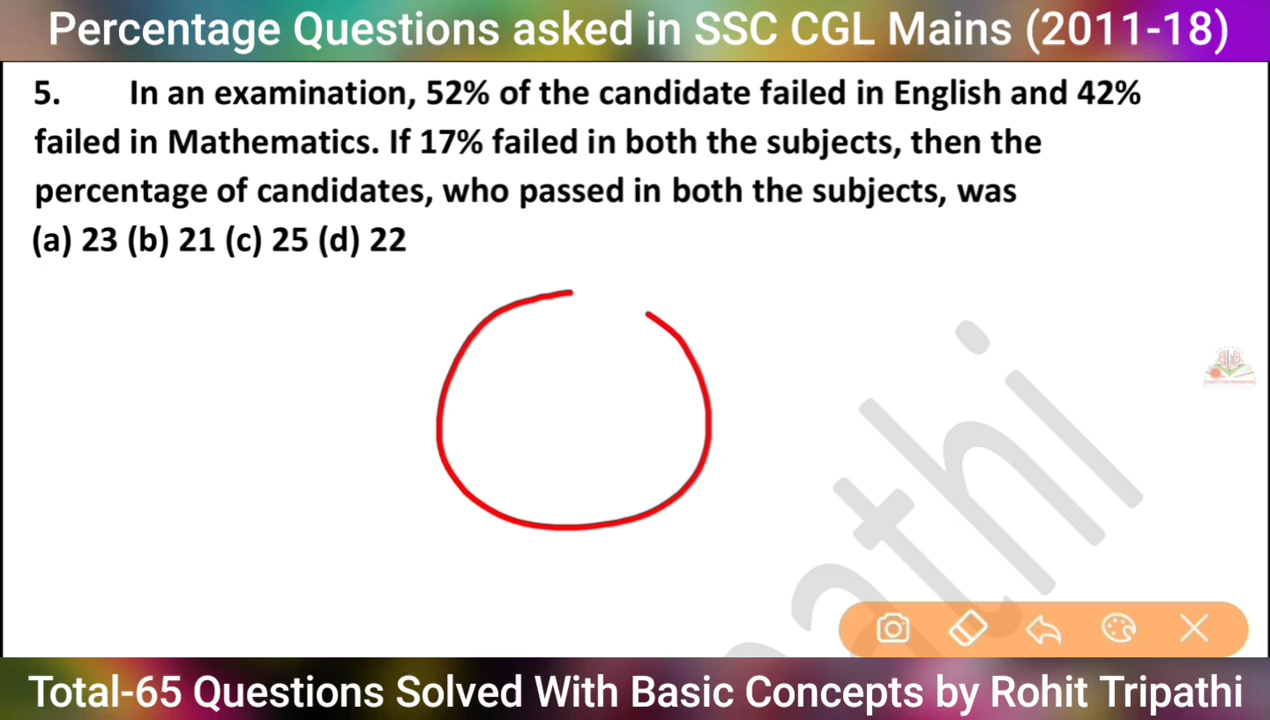 Percentage Questions asked in SSC CGL Mains (2011-18)
5. In an examination, 52% of the candidate failed in English and 42%
failed in Mathematics. If 17% failed in both the subjects, then the
percentage of candidates, who passed in both the subjects, was
(a) 23 (b) 21 (c) 25 (d) 22
athi
Total-65 Questions Solved With Basic Concepts by Rohit Tripathi